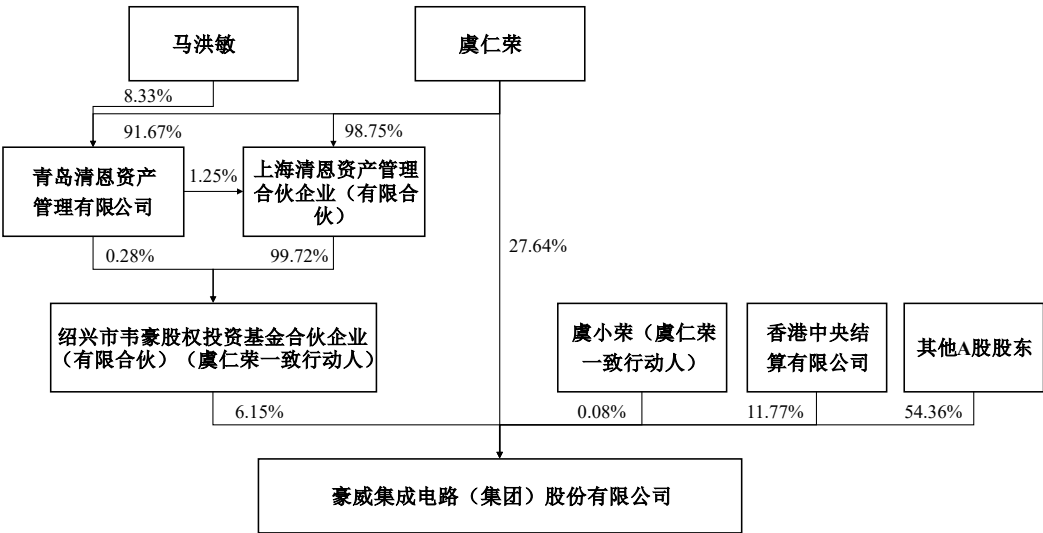 马洪敏
虞仁荣
8.33%
91.67%
98.75%
青岛清恩资产
管理有限公司
1.25%
上海清恩资产管理
合伙企业（有限合
伙）
0.28%
99.72%
27.64%
绍兴市韦豪股权投资基金合伙企业
（有限合伙）（虞仁荣一致行动人）
虞小荣（虞仁荣
一致行动人）
香港中央结
算有限公司
其他A股股东
6.15%
0.08%
11.77%
54.36%
豪威集成电路（集团）股份有限公司